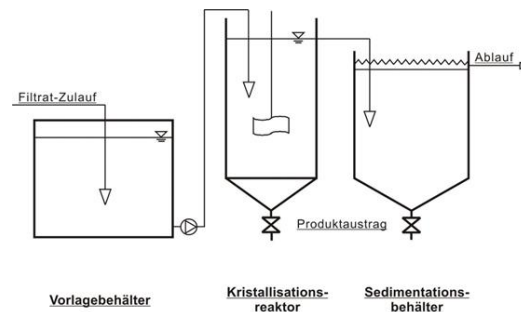 Ablauf
Filtrat-Zulauf
Produktaustrag
Vorlagebehälter
Kristallisations-
reaktor
Sedimentations-
behälter